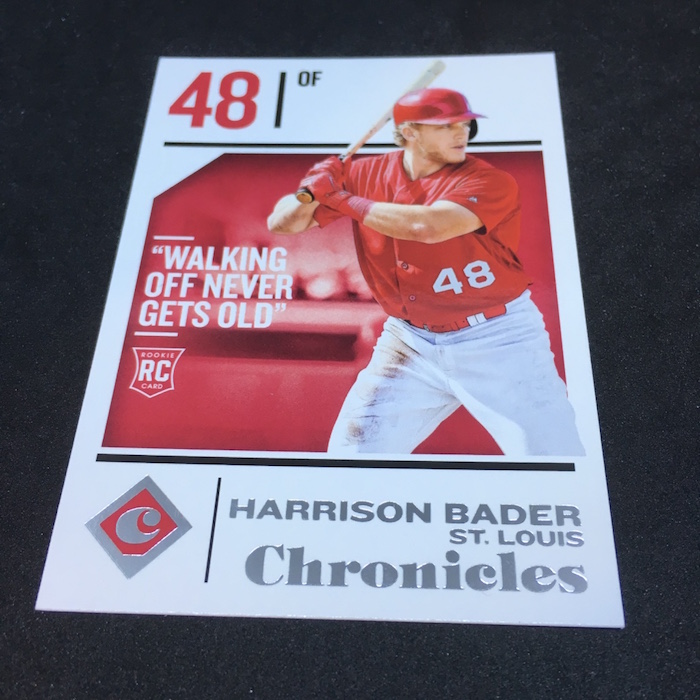 48 OF
"WALKING
OFF NEVER
GETS OLD"
ROOKIE
RC
CARD
48
C
HARRISON BADER
ST. LOUIS
Chronicles